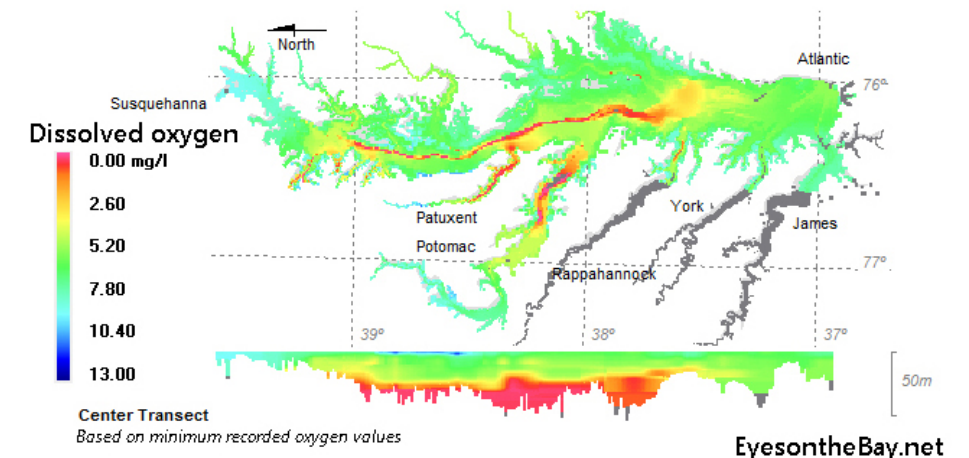 North
Atlantic
76°
Susquehanna
Dissolved oxygen
0.00 mg/l
2.60
5.20
7.80
10.40
13.00
Patuxent
York
Potomac
James
Rappahannock
77°
39°
38°
37°
50m
Center Transect
Based on minimum recorded oxygen values
EyesontheBay.net